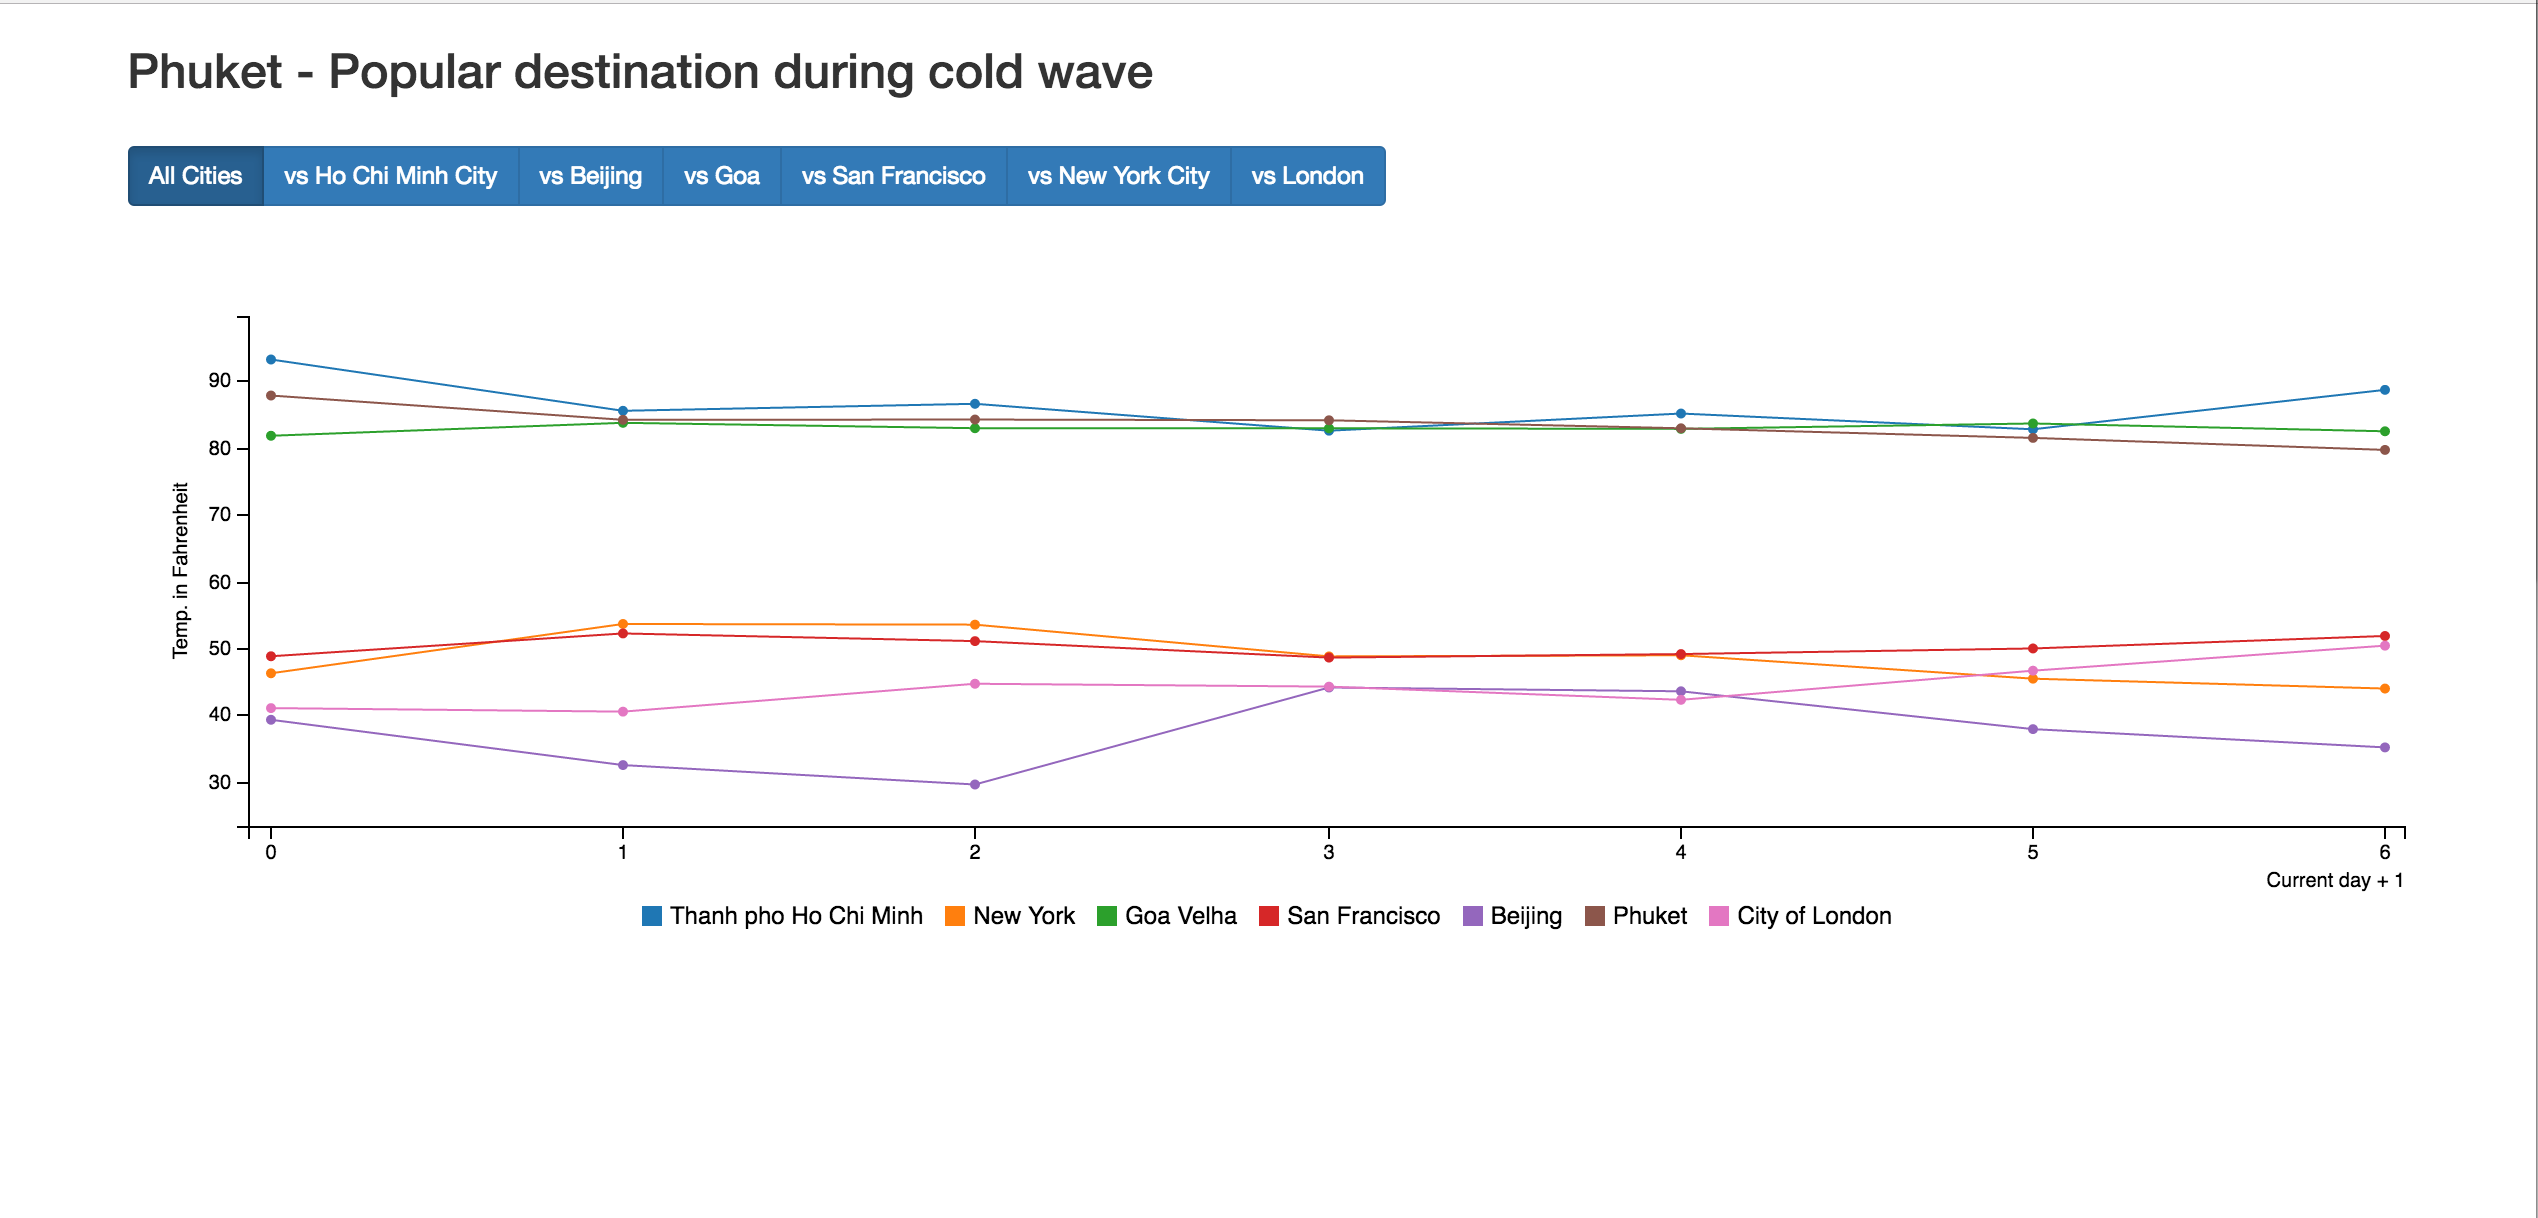 Phuket - Popular destination during cold wave
All Cities vs Ho Chi Minh City vs Beijing vs Goa vs San Francisco vs New York City vs London
90
80
70
60
50
40
30
Temp. in Fahrenheit
0 1 2 3 4 5 6
Current day + 1
Thanh pho Ho Chi Minh New York Goa Velha San Francisco Beijing Phuket City of London